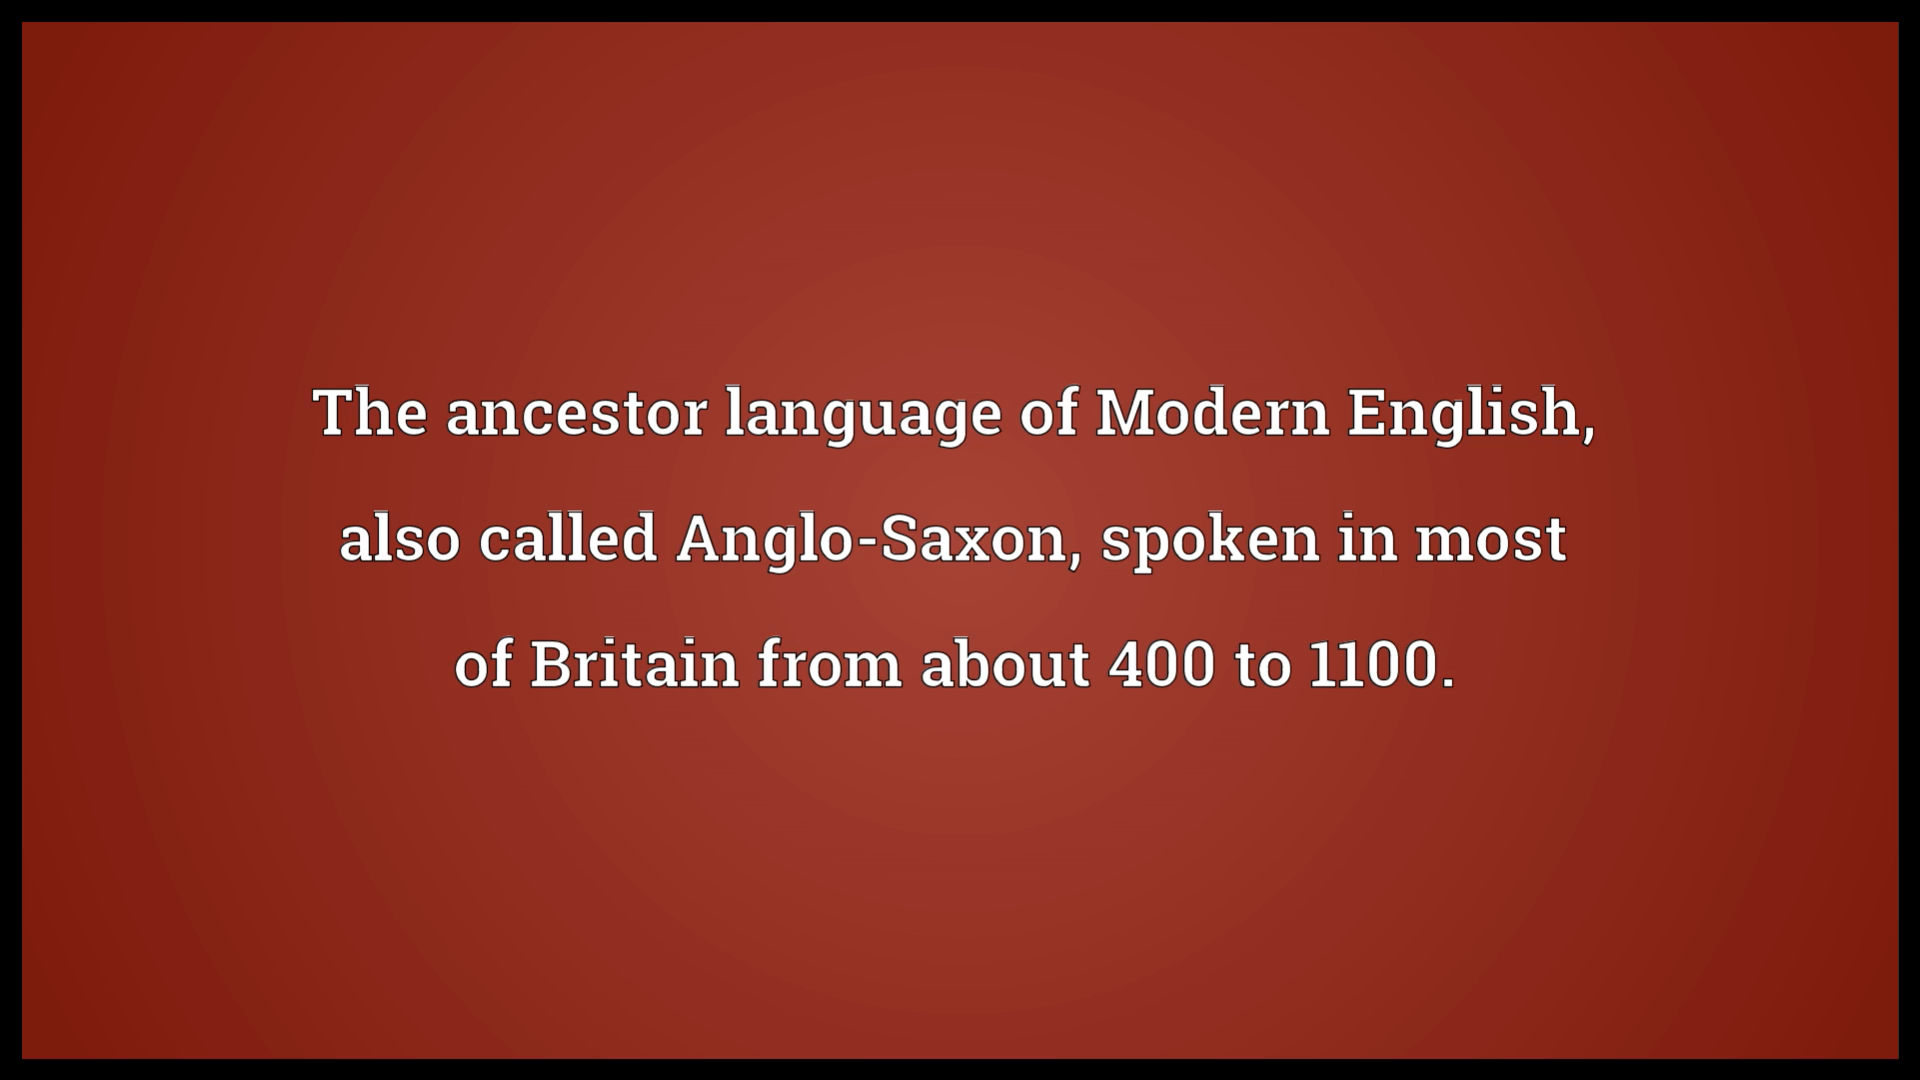 The ancestor language of Modern English,
also called Anglo-Saxon, spoken in most
of Britain from about 400 to 1100.